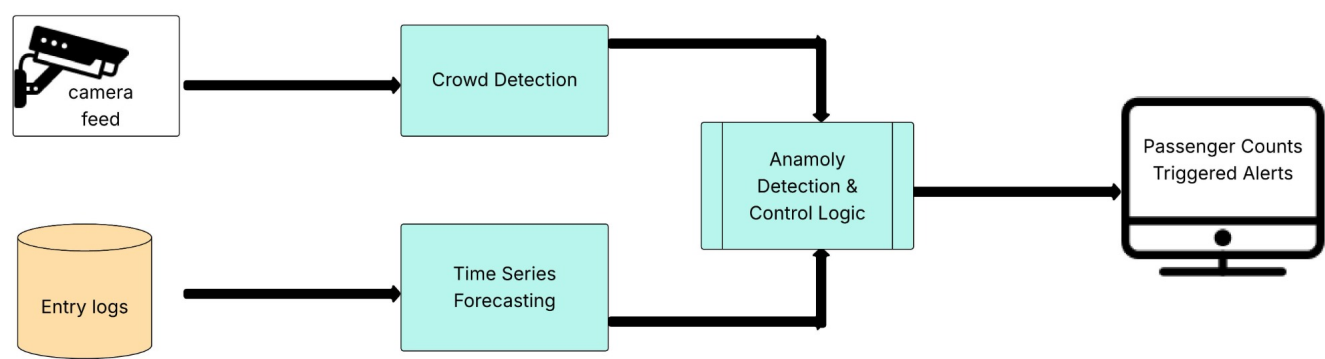 camera
feed
Crowd Detection
Anamoly
Detection &
Control Logic
Passenger Counts
Triggered Alerts
Entry logs
Time Series
Forecasting